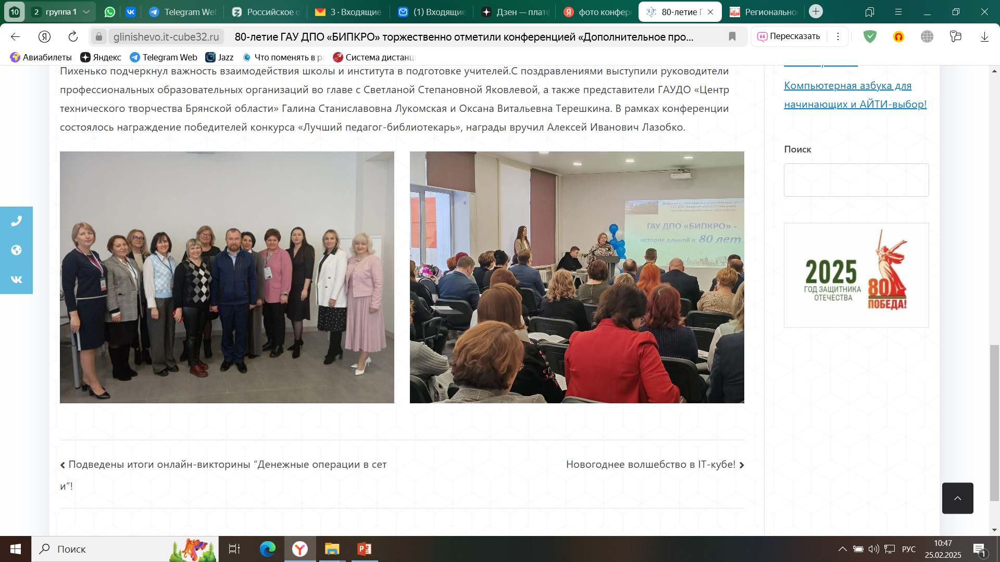 10
2 группа 1
Telegram Web
Российское о
3 · Входящие
(1) Входящие
Дзен — плат
фото конфер
80-летие Г
Региональнo
glinishevo.it-cube32.ru
80-летие ГАУ ДПО «БИПКРО» торжественно отметили конференцией «Дополнительное про...
Пересказать
Авиабилеты
Яндекс
Telegram Web
Jazz
Что поменять в ра
Система дистанц
Пихенько подчеркнул важность взаимодействия школы и института в подготовке учителей.С поздравлениями выступили руководители
профессиональных образовательных организаций во главе с Светланой Степановной Яковлевой, а также представители ГАУДО «Центр
технического творчества Брянской области» Галина Станиславовна Лукомская и Оксана Витальевна Терешкина. В рамках конференции
состоялось награждение победителей конкурса «Лучший педагог-библиотекарь», награды вручил Алексей Иванович Лазобко.
Компьютерная азбука для
начинающих и АЙТИ-выбор!
Поиск
ГАУ ДПО «БИПКРО» -
история длиной в 80 лет
2025
ГОД ЗАЩИТНИКА
ОТЕЧЕСТВА
80
ПОБЕДА!
Подведены итоги онлайн-викторины “Денежные операции в сет
и”!
Новогоднее волшебство в IT-кубе!
Поиск
РУС
10:47
25.02.2025
1